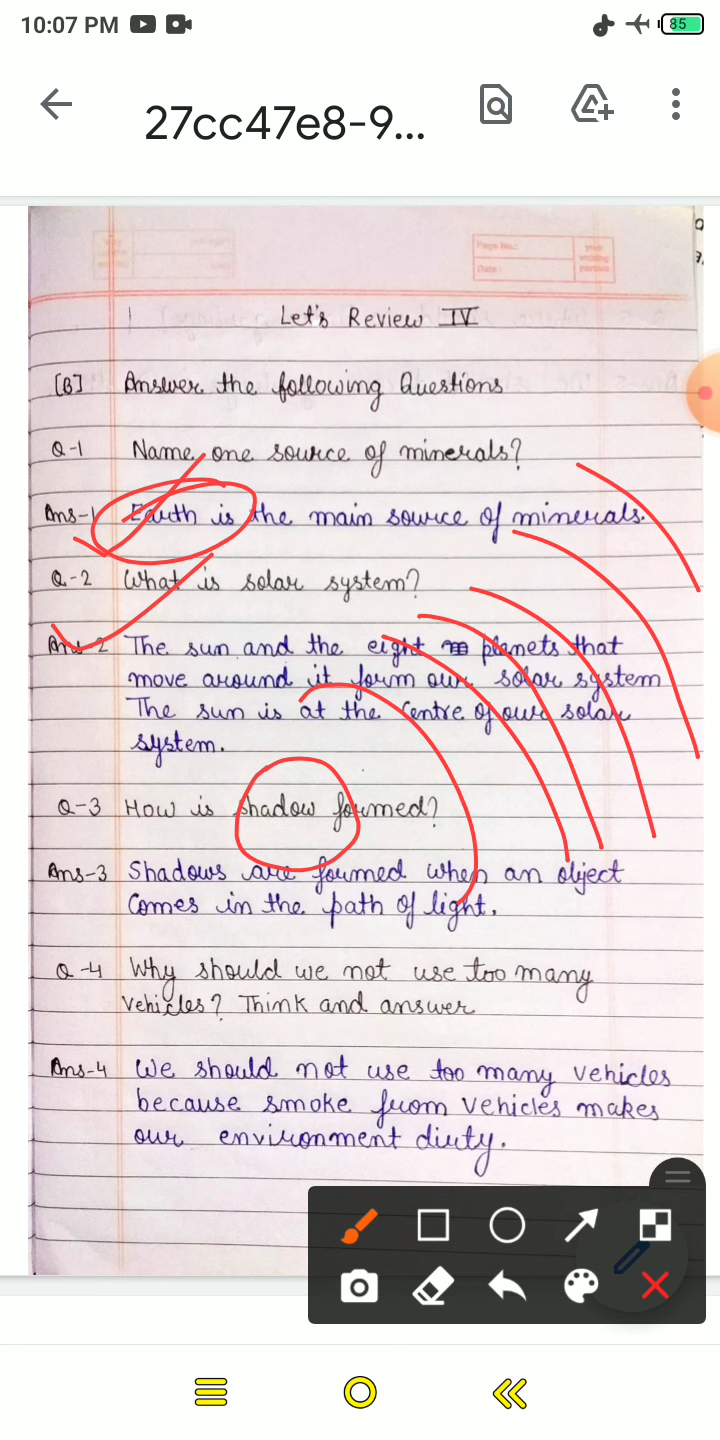 10:07 PM
85
27cc47e8-9...
Page No.:
Date:
Let's Review IV
[B] Answer the following Questions
Q-1 Name one source of minerals?
Ans-1 Earth is the main source of minerals.
Q-2 What is solar system?
Ans-2 The sun and the eight planets that
move around it form our solar system
The sun is at the Centre of our solar
system.
Q-3 How is shadow formed?
Ans-3 Shadows are formed when an object
Comes in the path of light.
Q-4 Why should we not use too many
vehicles? Think and answer
Ans-4 We should not use too many vehicles
because smoke from vehicles makes
our environment dirty.